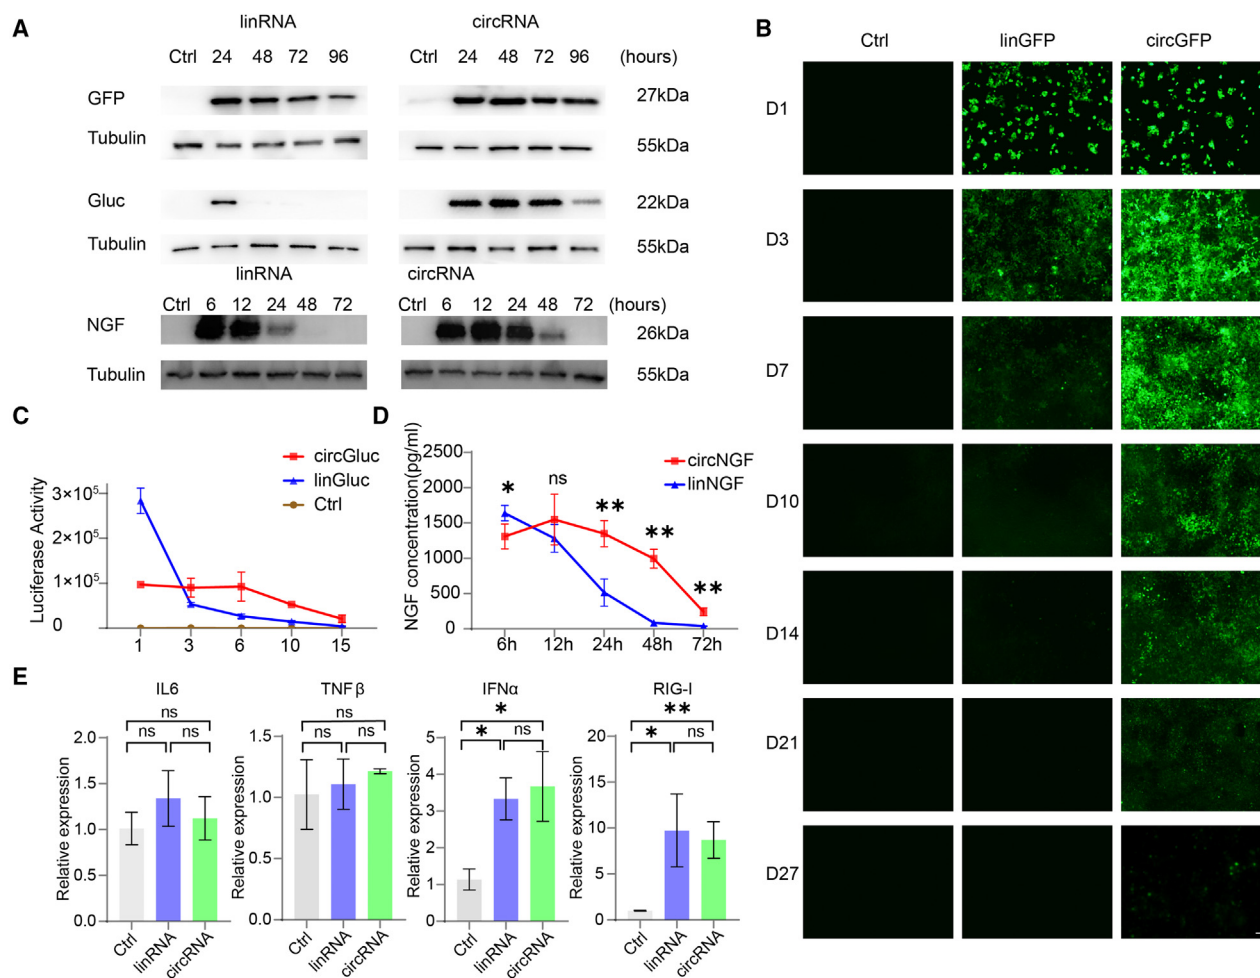 A
linRNA
circRNA
Ctrl 24 48 72 96
Ctrl 24 48 72 96 (hours)
GFP
27kDa
Tubulin
55kDa
Gluc
22kDa
Tubulin
55kDa
linRNA
circRNA
Ctrl 6 12 24 48 72
Ctrl 6 12 24 48 72 (hours)
NGF
26kDa
Tubulin
55kDa
B
Ctrl linGFP circGFP
D1
D3
D7
D10
D14
D21
D27
C
Luciferase Activity
3×10⁵
2×10⁵
1×10⁵
0
1 3 6 10 15
circGluc
linGluc
Ctrl
D
NGF concentration(pg/ml)
2500
2000
1500
1000
500
0
6h 12h 24h 48h 72h
* ns ** ** **
circNGF
linNGF
E
IL6
ns
ns ns
Relative expression
2.0
1.5
1.0
0.5
0.0
Ctrl linRNA circRNA
TNFβ
ns
ns ns
Relative expression
1.5
1.0
0.5
0.0
Ctrl linRNA circRNA
IFNα
*
* ns
Relative expression
5
4
3
2
1
0
Ctrl linRNA circRNA
RIG-I
**
* ns
Relative expression
20
15
10
5
0
Ctrl linRNA circRNA